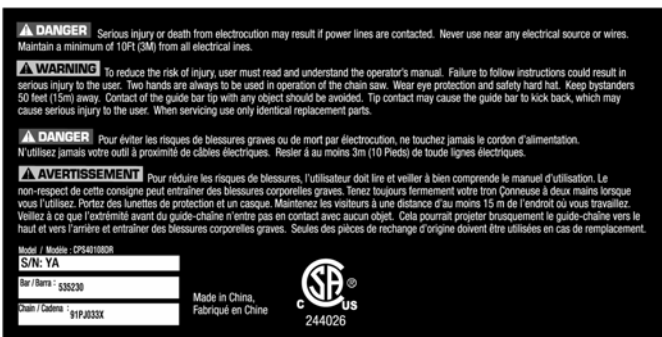 DANGER Serious injury or death from electrocution may result if power lines are contacted. Never use near any electrical source or wires.
Maintain a minimum of 10Ft (3M) from all electrical ines.
WARNING To reduce the risk of injury, user must read and understand the operator's manual. Failure to follow instructions could result in
serious injury to the user. Two hands are always to be used in operation of the chain saw. Wear eye protection and safety hard hat. Keep bystanders
50 feet (15m) away. Contact of the guide bar tip with any object should be avoided. Tip contact may cause the guide bar to kick back, which may
cause serious injury to the user. When servicing use only identical replacement parts.
DANGER Pour éviter les risques de blessures graves ou de mort par électrocution, ne touchez jamais le cordon d'alimentation.
N'utilisez jamais votre outil à proximité de câbles électriques. Resler á au moins 3m (10 Pieds) de toude lignes électriques.
AVERTISSEMENT Pour réduire les risques de blessures, l'utilisateur doit lire et veiller à bien comprende le manuel d'utilisation. Le
non-respect de cette consigne peut entraîner des blessures corporelles graves. Tenez toujours fermement votre tron Çonneuse à deux mains lorsque
vous l'utilisez. Portez des lunettes de protection et un casque. Maintenez les visiteurs à une distance d'au moins 15 m de l'endroit où vous travaillez.
Veillez à ce que l'extrémité avant du guide-chaîne n'entre pas en contact avec aucun objet. Cela pourrait projeter brusquement le guide-chaîne vers le
haut et vers l'arrière et entraîner des blessures corporelles graves. Seules des pièces de rechange d'origine doivent être utilisées en cas de remplacement.
Model / Modèle : CPS40108DR
S/N: YA
Bar / Barra : 535230
Chain / Cadena : 91PJ033X
Made in China,
Fabriqué en Chine
SA ®
C US
244026